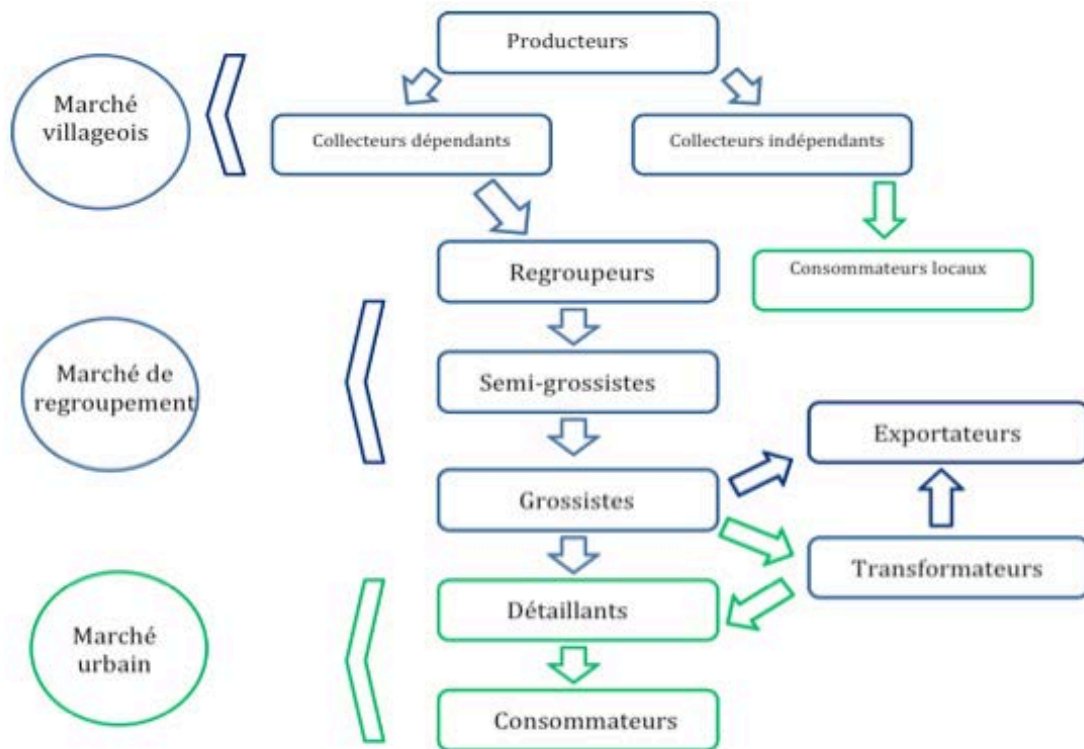 Producteurs
Marché
villageois
Collecteurs dépendants
Collecteurs indépendants
Regroupeurs
Consommateurs locaux
Marché de
regroupement
Semi-grossistes
Exportateurs
Grossistes
Transformateurs
Détaillants
Marché
urbain
Consommateurs